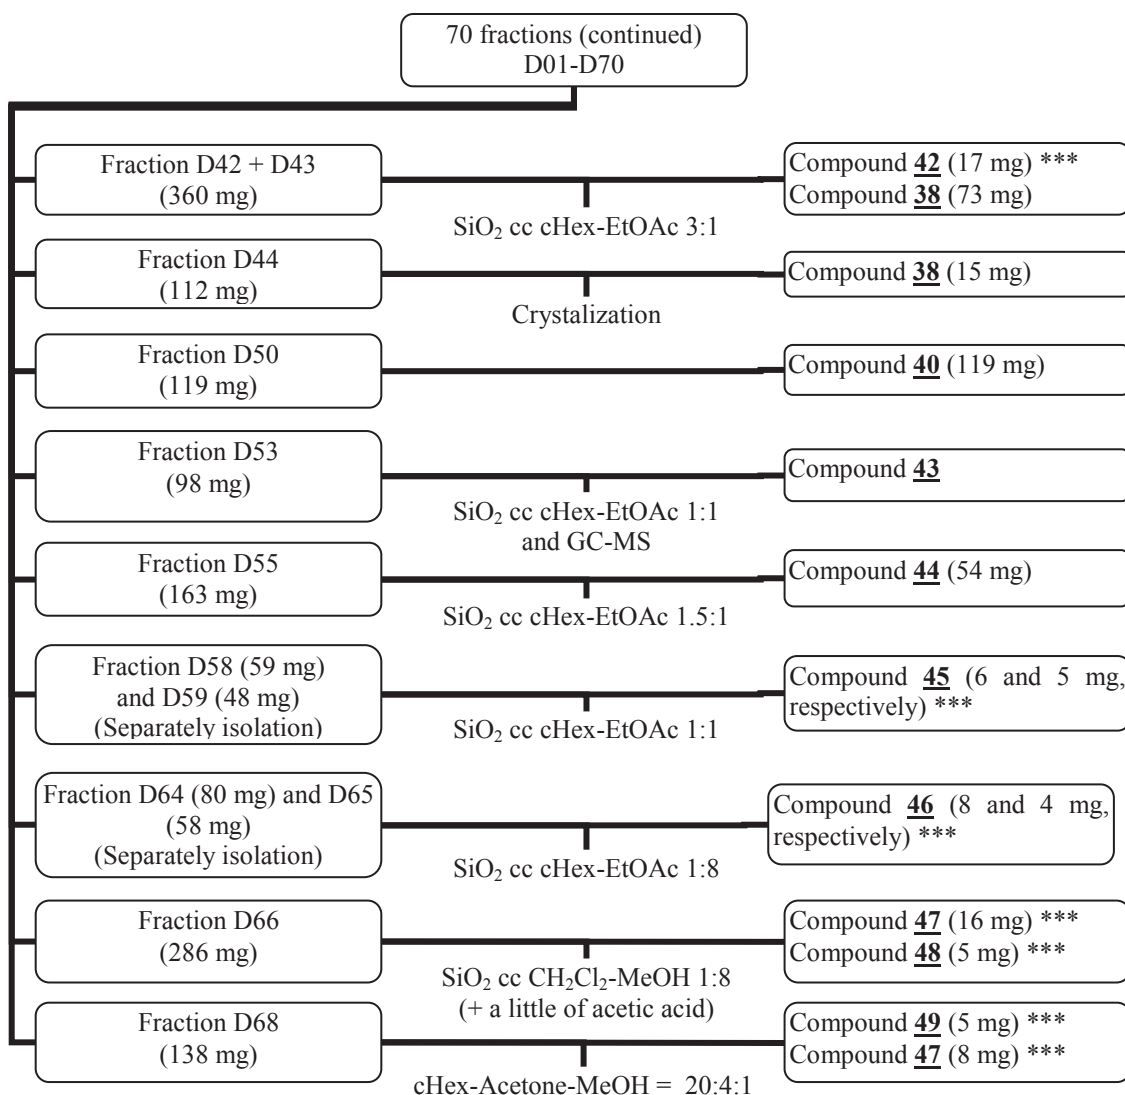 70 fractions (continued)
D01-D70
Fraction D42 + D43
(360 mg)
SiO₂ cc cHex-EtOAc 3:1
Compound 42 (17 mg) ***
Compound 38 (73 mg)
Fraction D44
(112 mg)
Crystalization
Compound 38 (15 mg)
Fraction D50
(119 mg)
Compound 40 (119 mg)
Fraction D53
(98 mg)
SiO₂ cc cHex-EtOAc 1:1
and GC-MS
Compound 43
Fraction D55
(163 mg)
SiO₂ cc cHex-EtOAc 1.5:1
Compound 44 (54 mg)
Fraction D58 (59 mg)
and D59 (48 mg)
(Separately isolation)
SiO₂ cc cHex-EtOAc 1:1
Compound 45 (6 and 5 mg,
respectively) ***
Fraction D64 (80 mg) and D65
(58 mg)
(Separately isolation)
SiO₂ cc cHex-EtOAc 1:8
Compound 46 (8 and 4 mg,
respectively) ***
Fraction D66
(286 mg)
SiO₂ cc CH₂Cl₂-MeOH 1:8
(+ a little of acetic acid)
Compound 47 (16 mg) ***
Compound 48 (5 mg) ***
Fraction D68
(138 mg)
cHex-Acetone-MeOH = 20:4:1
Compound 49 (5 mg) ***
Compound 47 (8 mg) ***